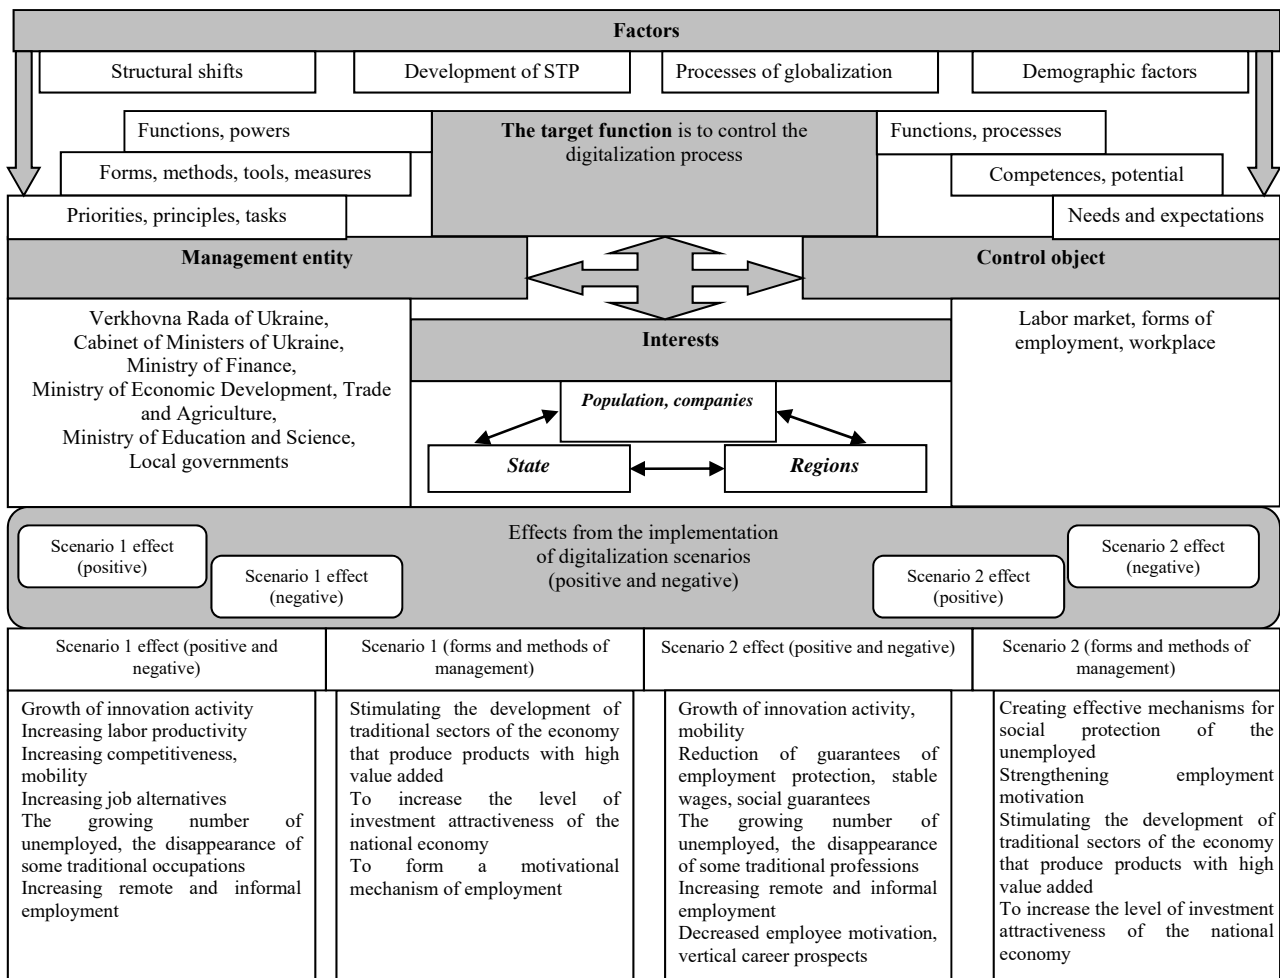 Factors
Structural shifts
Development of STP
Processes of globalization
Demographic factors
Functions, powers
Forms, methods, tools, measures
Priorities, principles, tasks
The target function is to control the
digitalization process
Functions, processes
Competences, potential
Needs and expectations
Management entity
Control object
Verkhovna Rada of Ukraine,
Cabinet of Ministers of Ukraine,
Ministry of Finance,
Ministry of Economic Development, Trade
and Agriculture,
Ministry of Education and Science,
Local governments
Interests
Population, companies
State
Regions
Labor market, forms of
employment, workplace
Effects from the implementation
of digitalization scenarios
(positive and negative)
Scenario 1 effect
(positive)
Scenario 1 effect
(negative)
Scenario 2 effect
(positive)
Scenario 2 effect
(negative)
Scenario 1 effect (positive and
negative)
Growth of innovation activity
Increasing labor productivity
Increasing competitiveness,
mobility
Increasing job alternatives
The growing number of
unemployed, the disappearance of
some traditional occupations
Increasing remote and informal
employment
Scenario 1 (forms and methods of
management)
Stimulating the development of
traditional sectors of the economy
that produce products with high
value added
To increase the level of
investment attractiveness of the
national economy
To form a motivational
mechanism of employment
Scenario 2 effect (positive and negative)
Growth of innovation activity,
mobility
Reduction of guarantees of
employment protection, stable
wages, social guarantees
The growing number of
unemployed, the disappearance
of some traditional professions
Increasing remote and informal
employment
Decreased employee motivation,
vertical career prospects
Scenario 2 (forms and methods of
management)
Creating effective mechanisms for
social protection of the
unemployed
Strengthening employment
motivation
Stimulating the development of
traditional sectors of the economy
that produce products with high
value added
To increase the level of investment
attractiveness of the national
economy